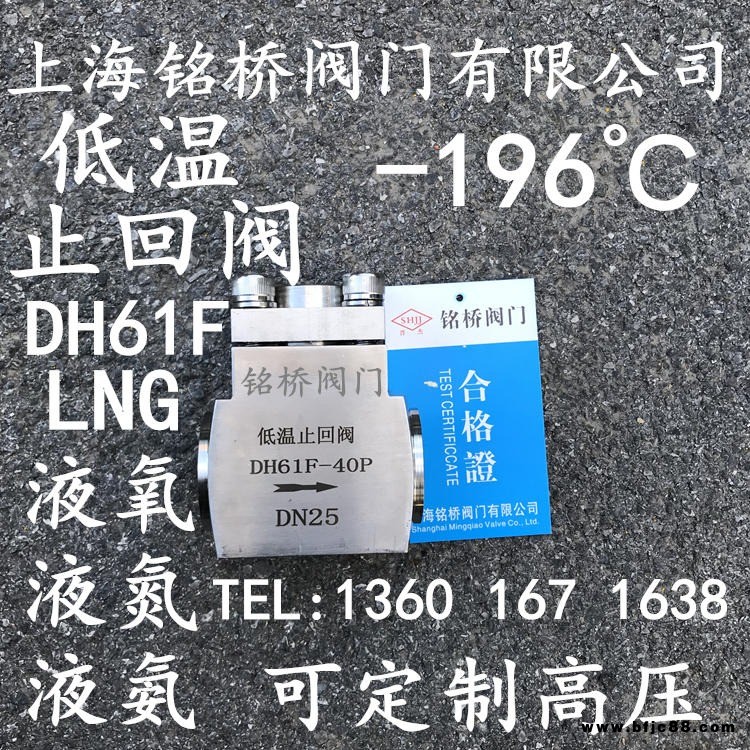 上海铭桥阀门有限公司
低温 -196℃
止回阀
DH61F
LNG
液氧
液氮 TEL:1360 167 1638
液氨 可定制高压
铭桥阀门
低温止回阀
DH61F-40P
DN25
SHJJ
铭桥阀门
合格證
TEST CERTIFICCATE
海铭桥阀门有限公司
Shanghai Mingqiao Valve Co., Ltd.
www.bfjc88.com